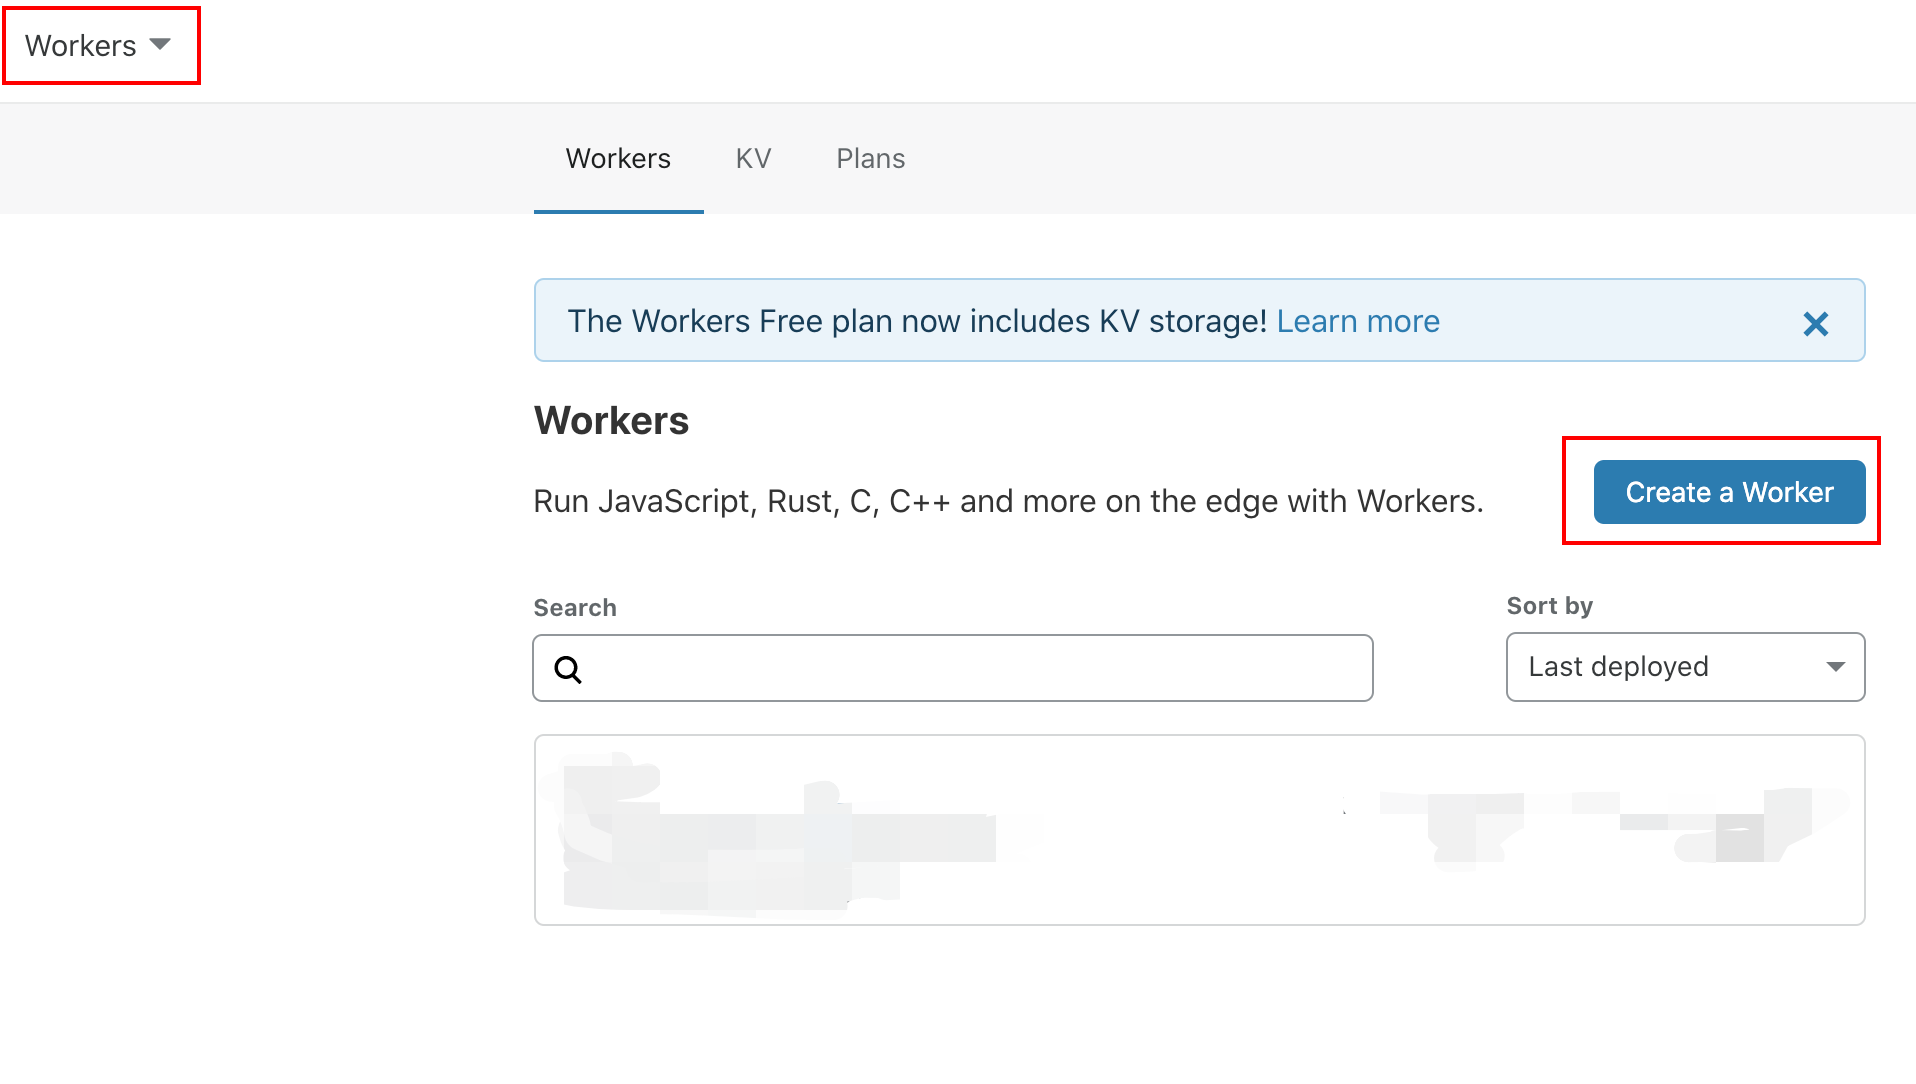 Workers
Workers KV Plans
The Workers Free plan now includes KV storage! Learn more
Workers
Run JavaScript, Rust, C, C++ and more on the edge with Workers.
Create a Worker
Search
Sort by
Last deployed